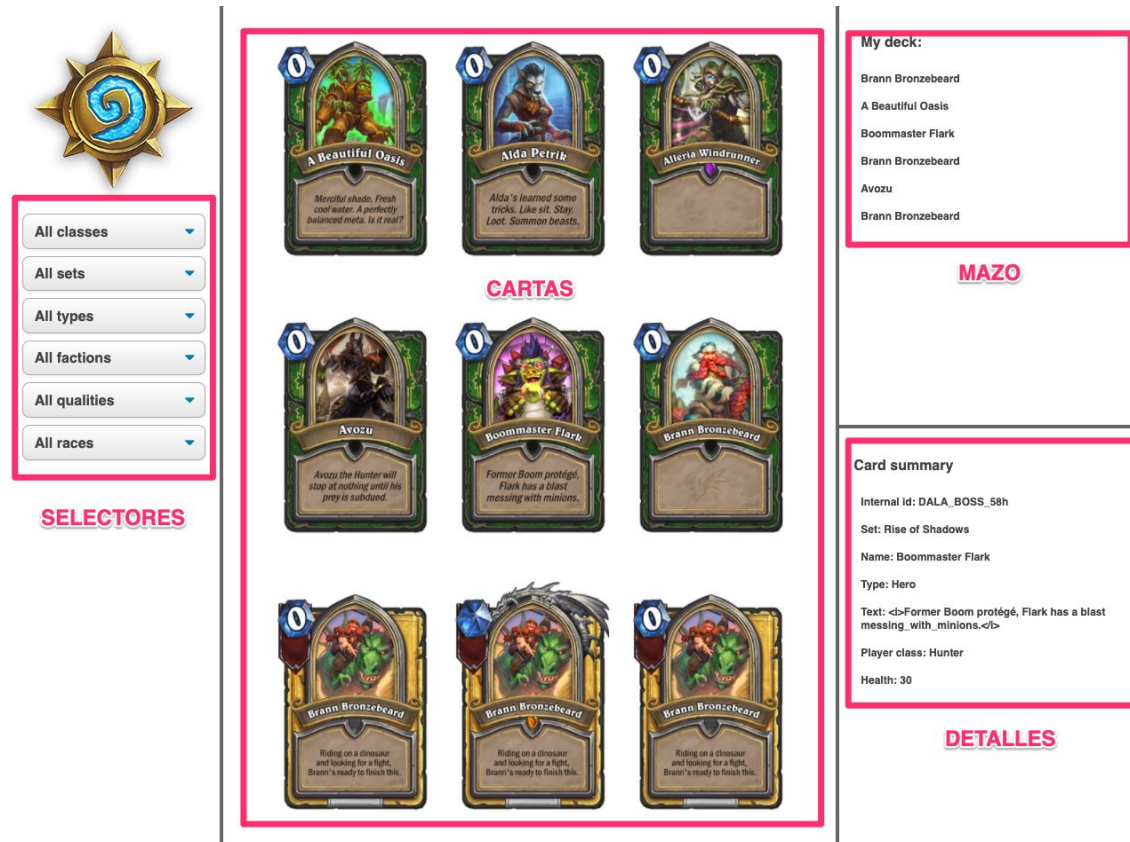 All classes
All sets
All types
All factions
All qualities
All races
SELECTORES
0
A Beautiful Oasis
Merciful shade. Fresh
cool water. A perfectly
balanced meta. Is it real?
0
Alda Petrik
Alda's learned some
tricks. Like sit. Stay.
Loot. Summon beasts.
0
Alleria Windrunner
CARTAS
0
Avozu
Avozu the Hunter will
stop at nothing until his
prey is subdued.
0
Boommaster Flark
Former Boom protégé,
Flark has a blast
messing with minions.
0
Brann Bronzebeard
0
Brann Bronzebeard
Riding on a dinosaur
and looking for a fight,
Brann's ready to finish this.
Brann Bronzebeard
Riding on a dinosaur
and looking for a fight,
Brann's ready to finish this.
0
Brann Bronzebeard
Riding on a dinosaur
and looking for a fight,
Brann's ready to finish this.
My deck:
Brann Bronzebeard
A Beautiful Oasis
Boommaster Flark
Brann Bronzebeard
Avozu
Brann Bronzebeard
MAZO
Card summary
Internal id: DALA_BOSS_58h
Set: Rise of Shadows
Name: Boommaster Flark
Type: Hero
Text: <i>Former Boom protégé, Flark has a blast
messing_with_minions.</i>
Player class: Hunter
Health: 30
DETALLES